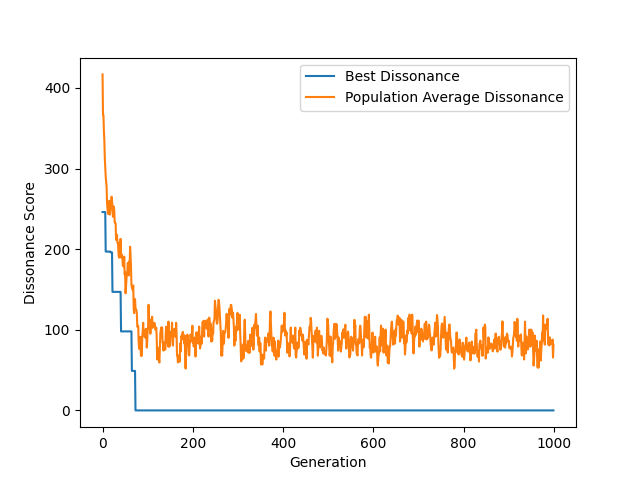 Best Dissonance
Population Average Dissonance
400
300
200
100
0
Dissonance Score
0 200 400 600 800 1000
Generation